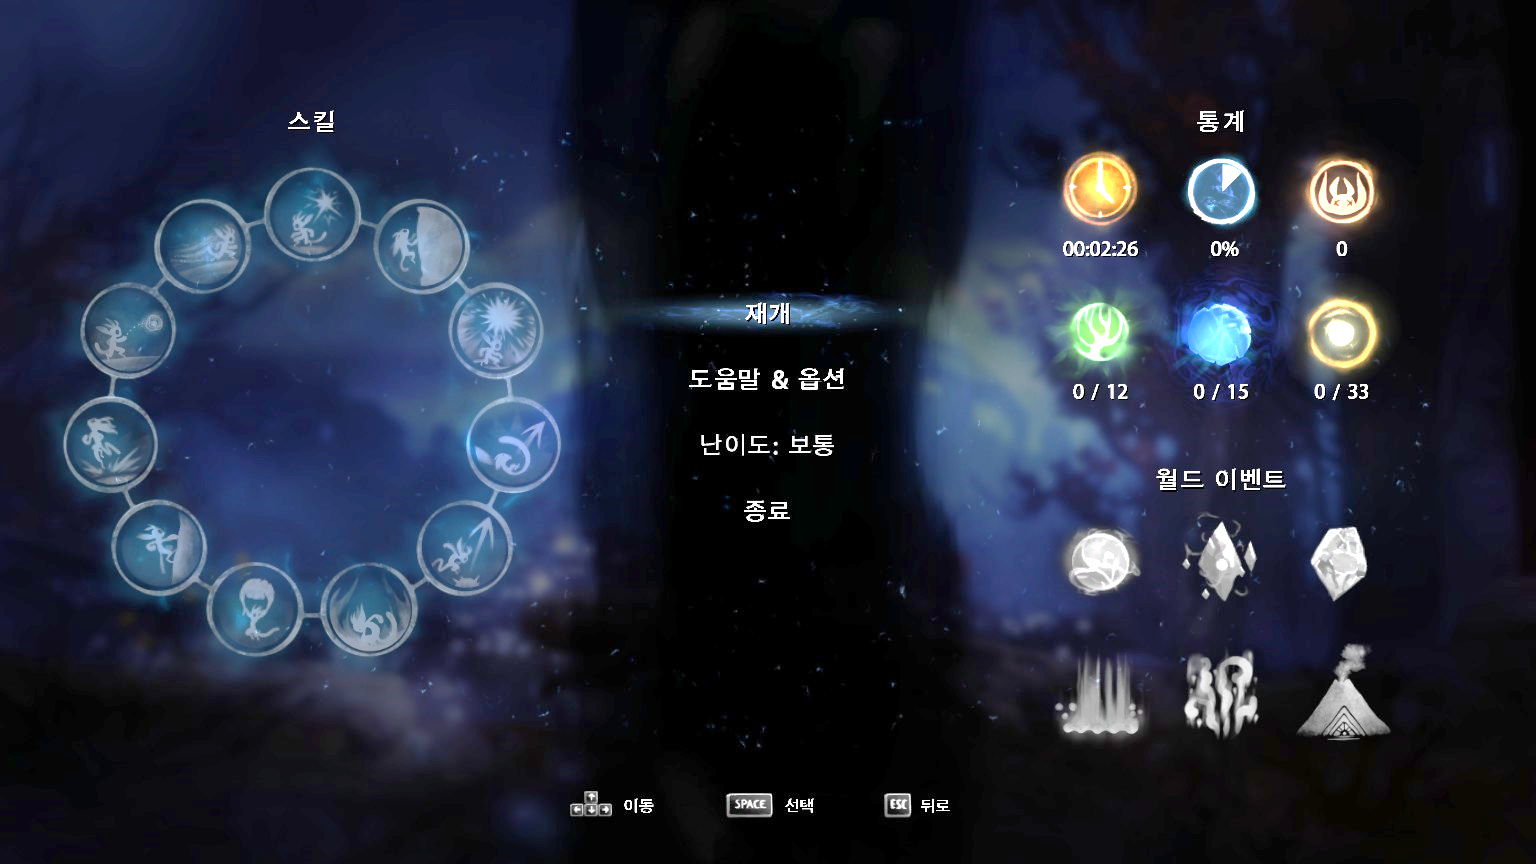 스킬
재개
도움말 & 옵션
난이도: 보통
종료
통계
00:02:26
0%
0
0 / 12
0 / 15
0 / 33
월드 이벤트
이동
SPACE
선택
ESC
뒤로